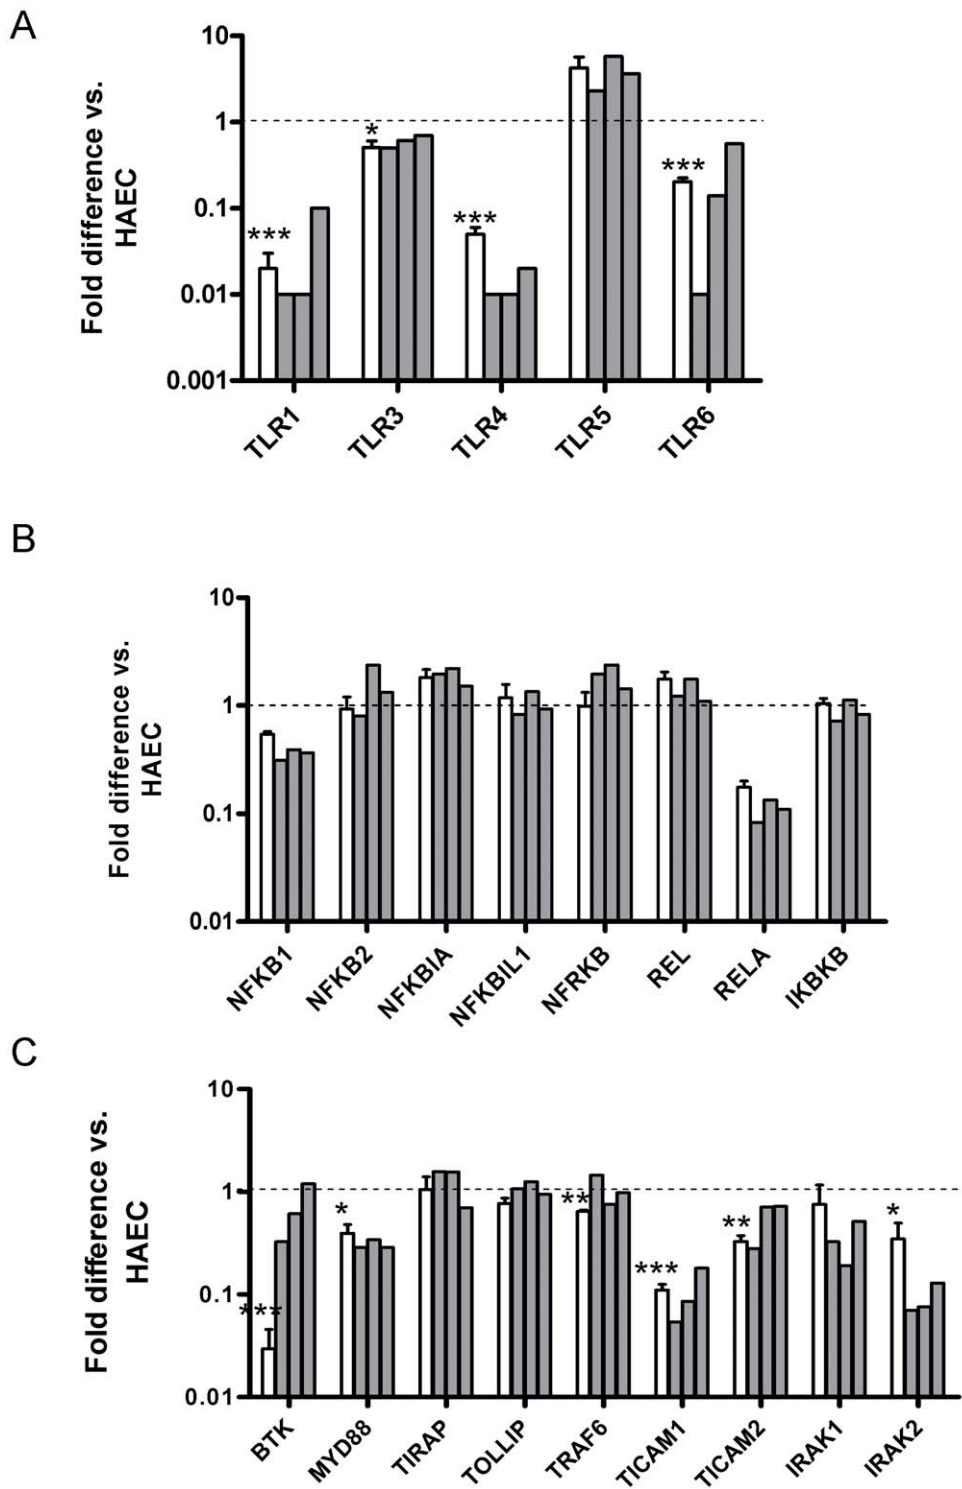 A
Fold difference vs.
HAEC
10
1
0.1
0.01
0.001
***
*
***
***
TLR1
TLR3
TLR4
TLR5
TLR6
B
Fold difference vs.
HAEC
10
1
0.1
0.01
NFKB1
NFKB2
NFKBIA
NFKBIL1
NFRKB
REL
RELA
IKBKB
C
Fold difference vs.
HAEC
10
1
0.1
0.01
***
*
**
***
**
*
BTK
MYD88
TIRAP
TOLLIP
TRAF6
TICAM1
TICAM2
IRAK1
IRAK2